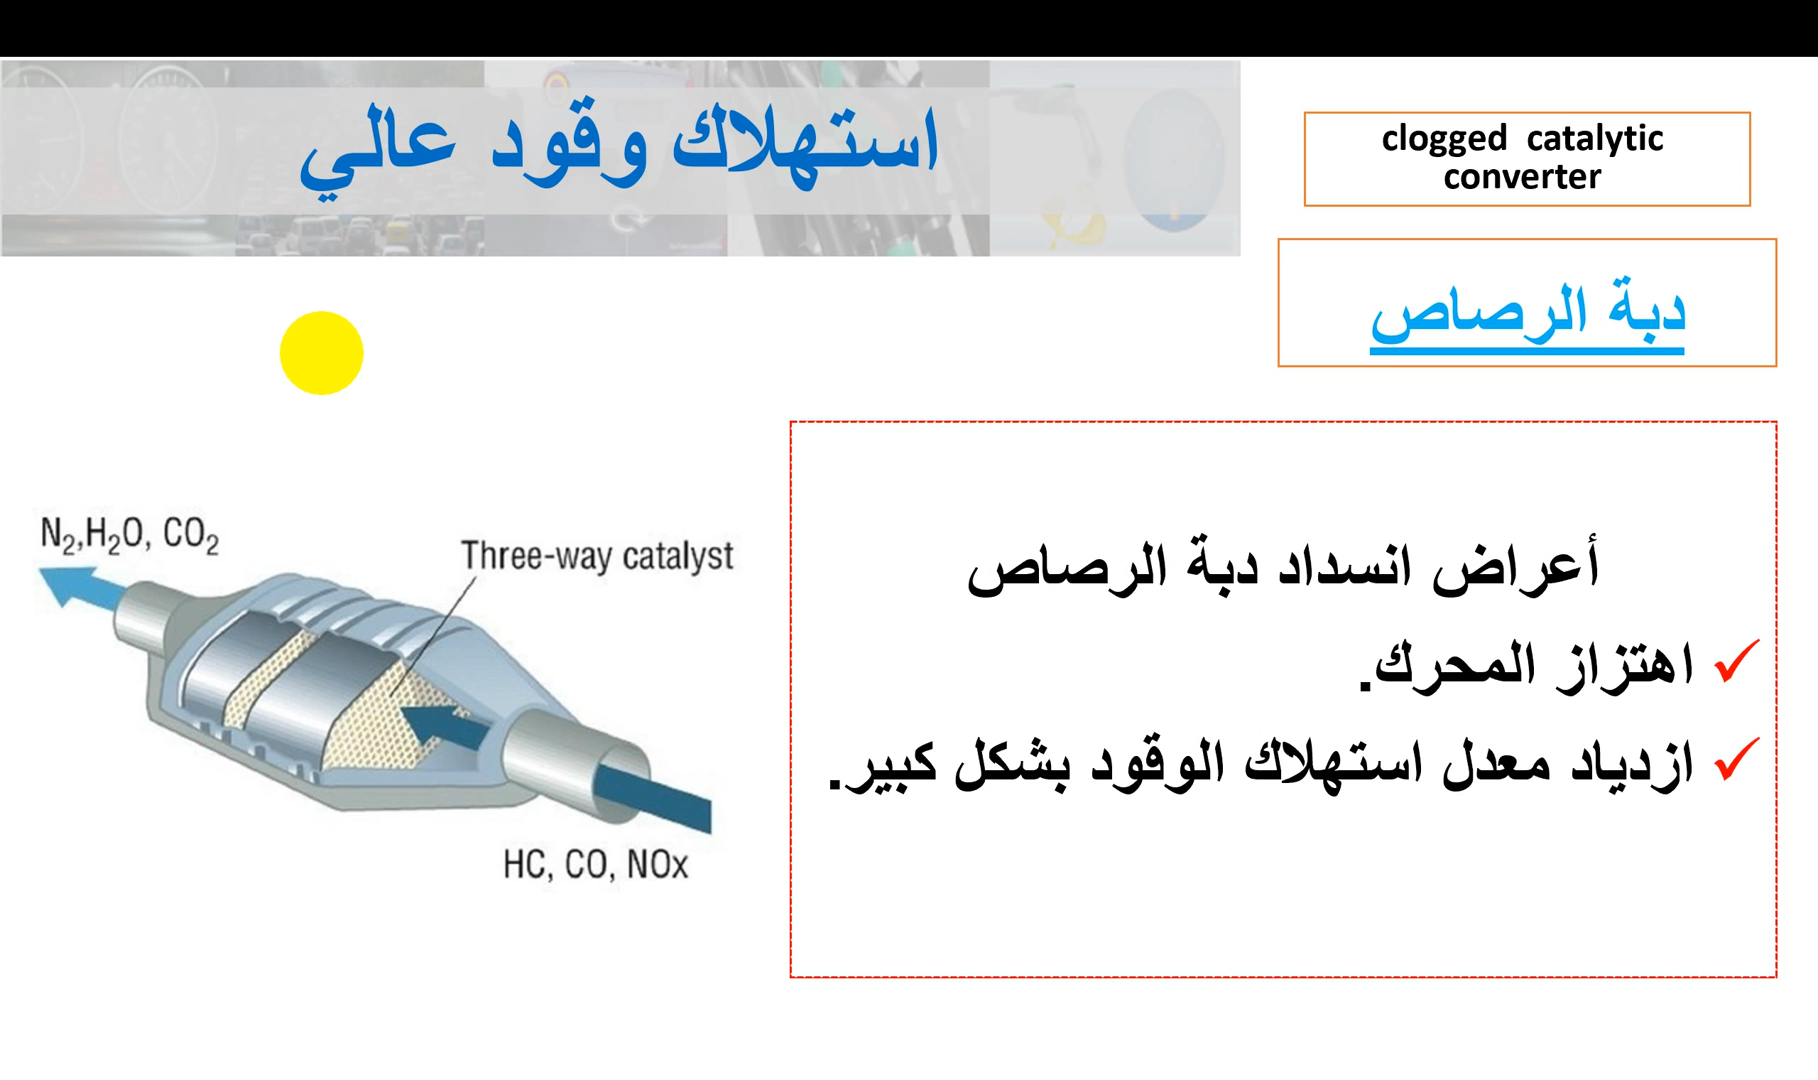 استهلاك وقود عالي
clogged catalytic
converter
دبة الرصاص
أعراض انسداد دبة الرصاص
✓ اهتزاز المحرك.
✓ ازدياد معدل استهلاك الوقود بشكل كبير.
N₂,H₂O, CO₂
Three-way catalyst
HC, CO, NOx